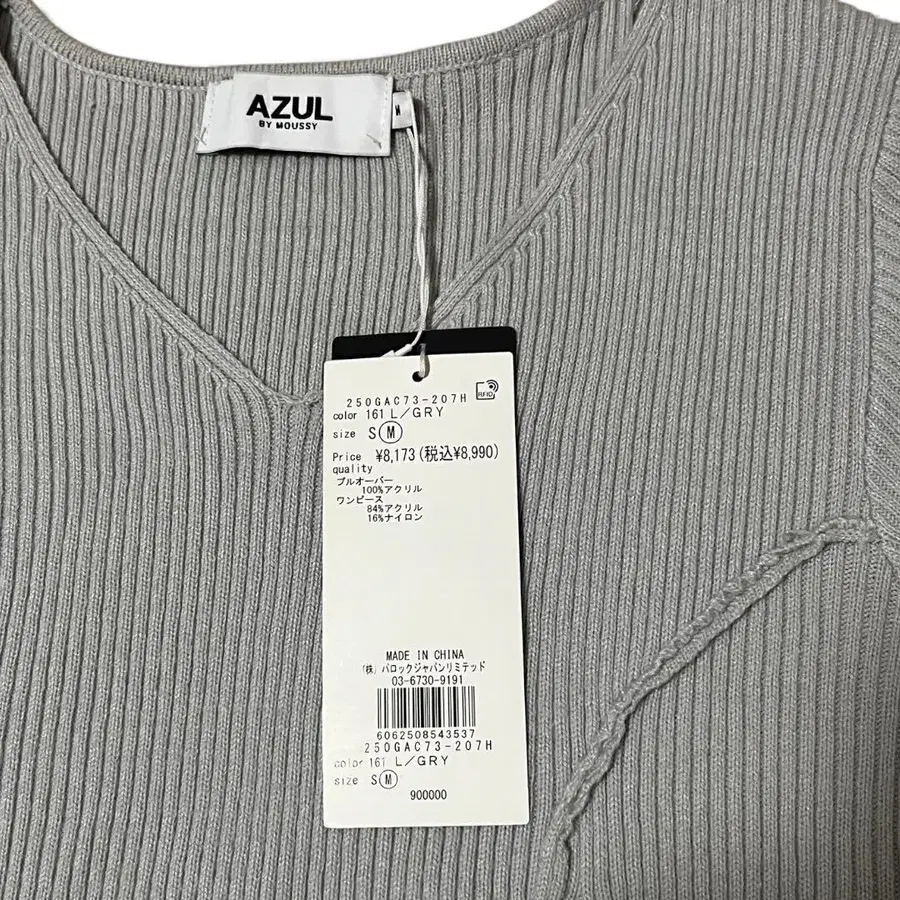 AZUL
BY MOUSSY
M
250GAC73-207H
RFID
color 161 L/GRY
size S M
Price ¥8,173(税込¥8,990)
quality
プルオーバー
100%アクリル
ワンピース
84%アクリル
16%ナイロン
MADE IN CHINA
(株)バロックジャパンリミテッド
03-6730-9191
6062508543537
250GAC73-207H
color 161 L/GRY
size S M
900000